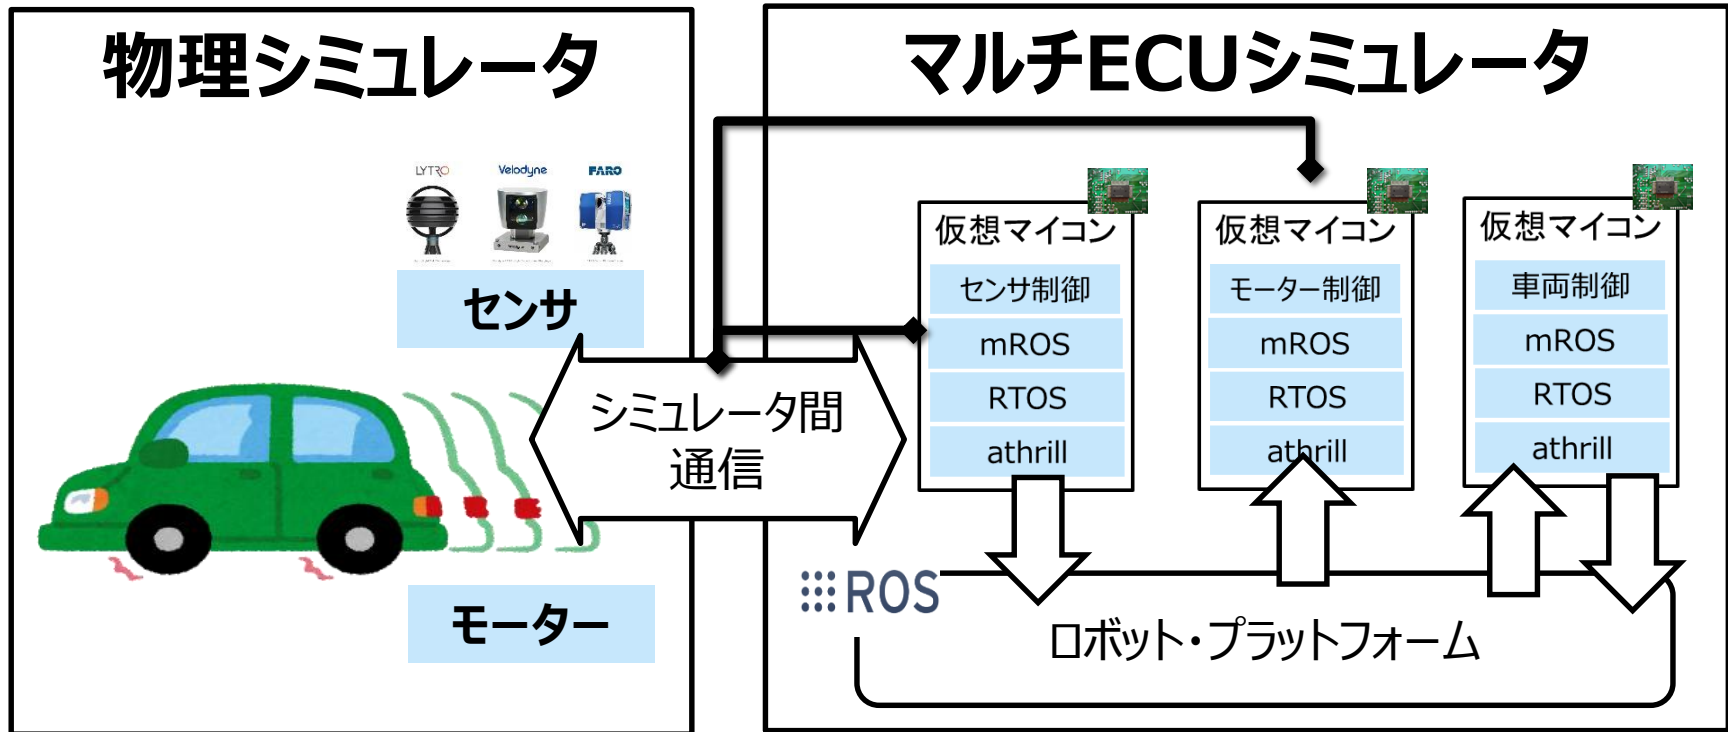 物理シミュレータ
LYTRO
Velodyne
FARO
センサ
モーター
シミュレータ間
通信
マルチECUシミュレータ
仮想マイコン
センサ制御
mROS
RTOS
athrill
仮想マイコン
モーター制御
mROS
RTOS
athrill
仮想マイコン
車両制御
mROS
RTOS
athrill
ROS
ロボット・プラットフォーム